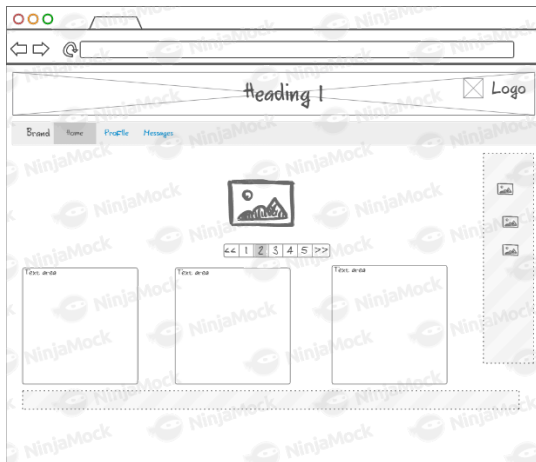 Heading 1
Logo
Brand Home Profile Messages
<< 1 2 3 4 5 >>
Text area Text area Text area
NinjaMock